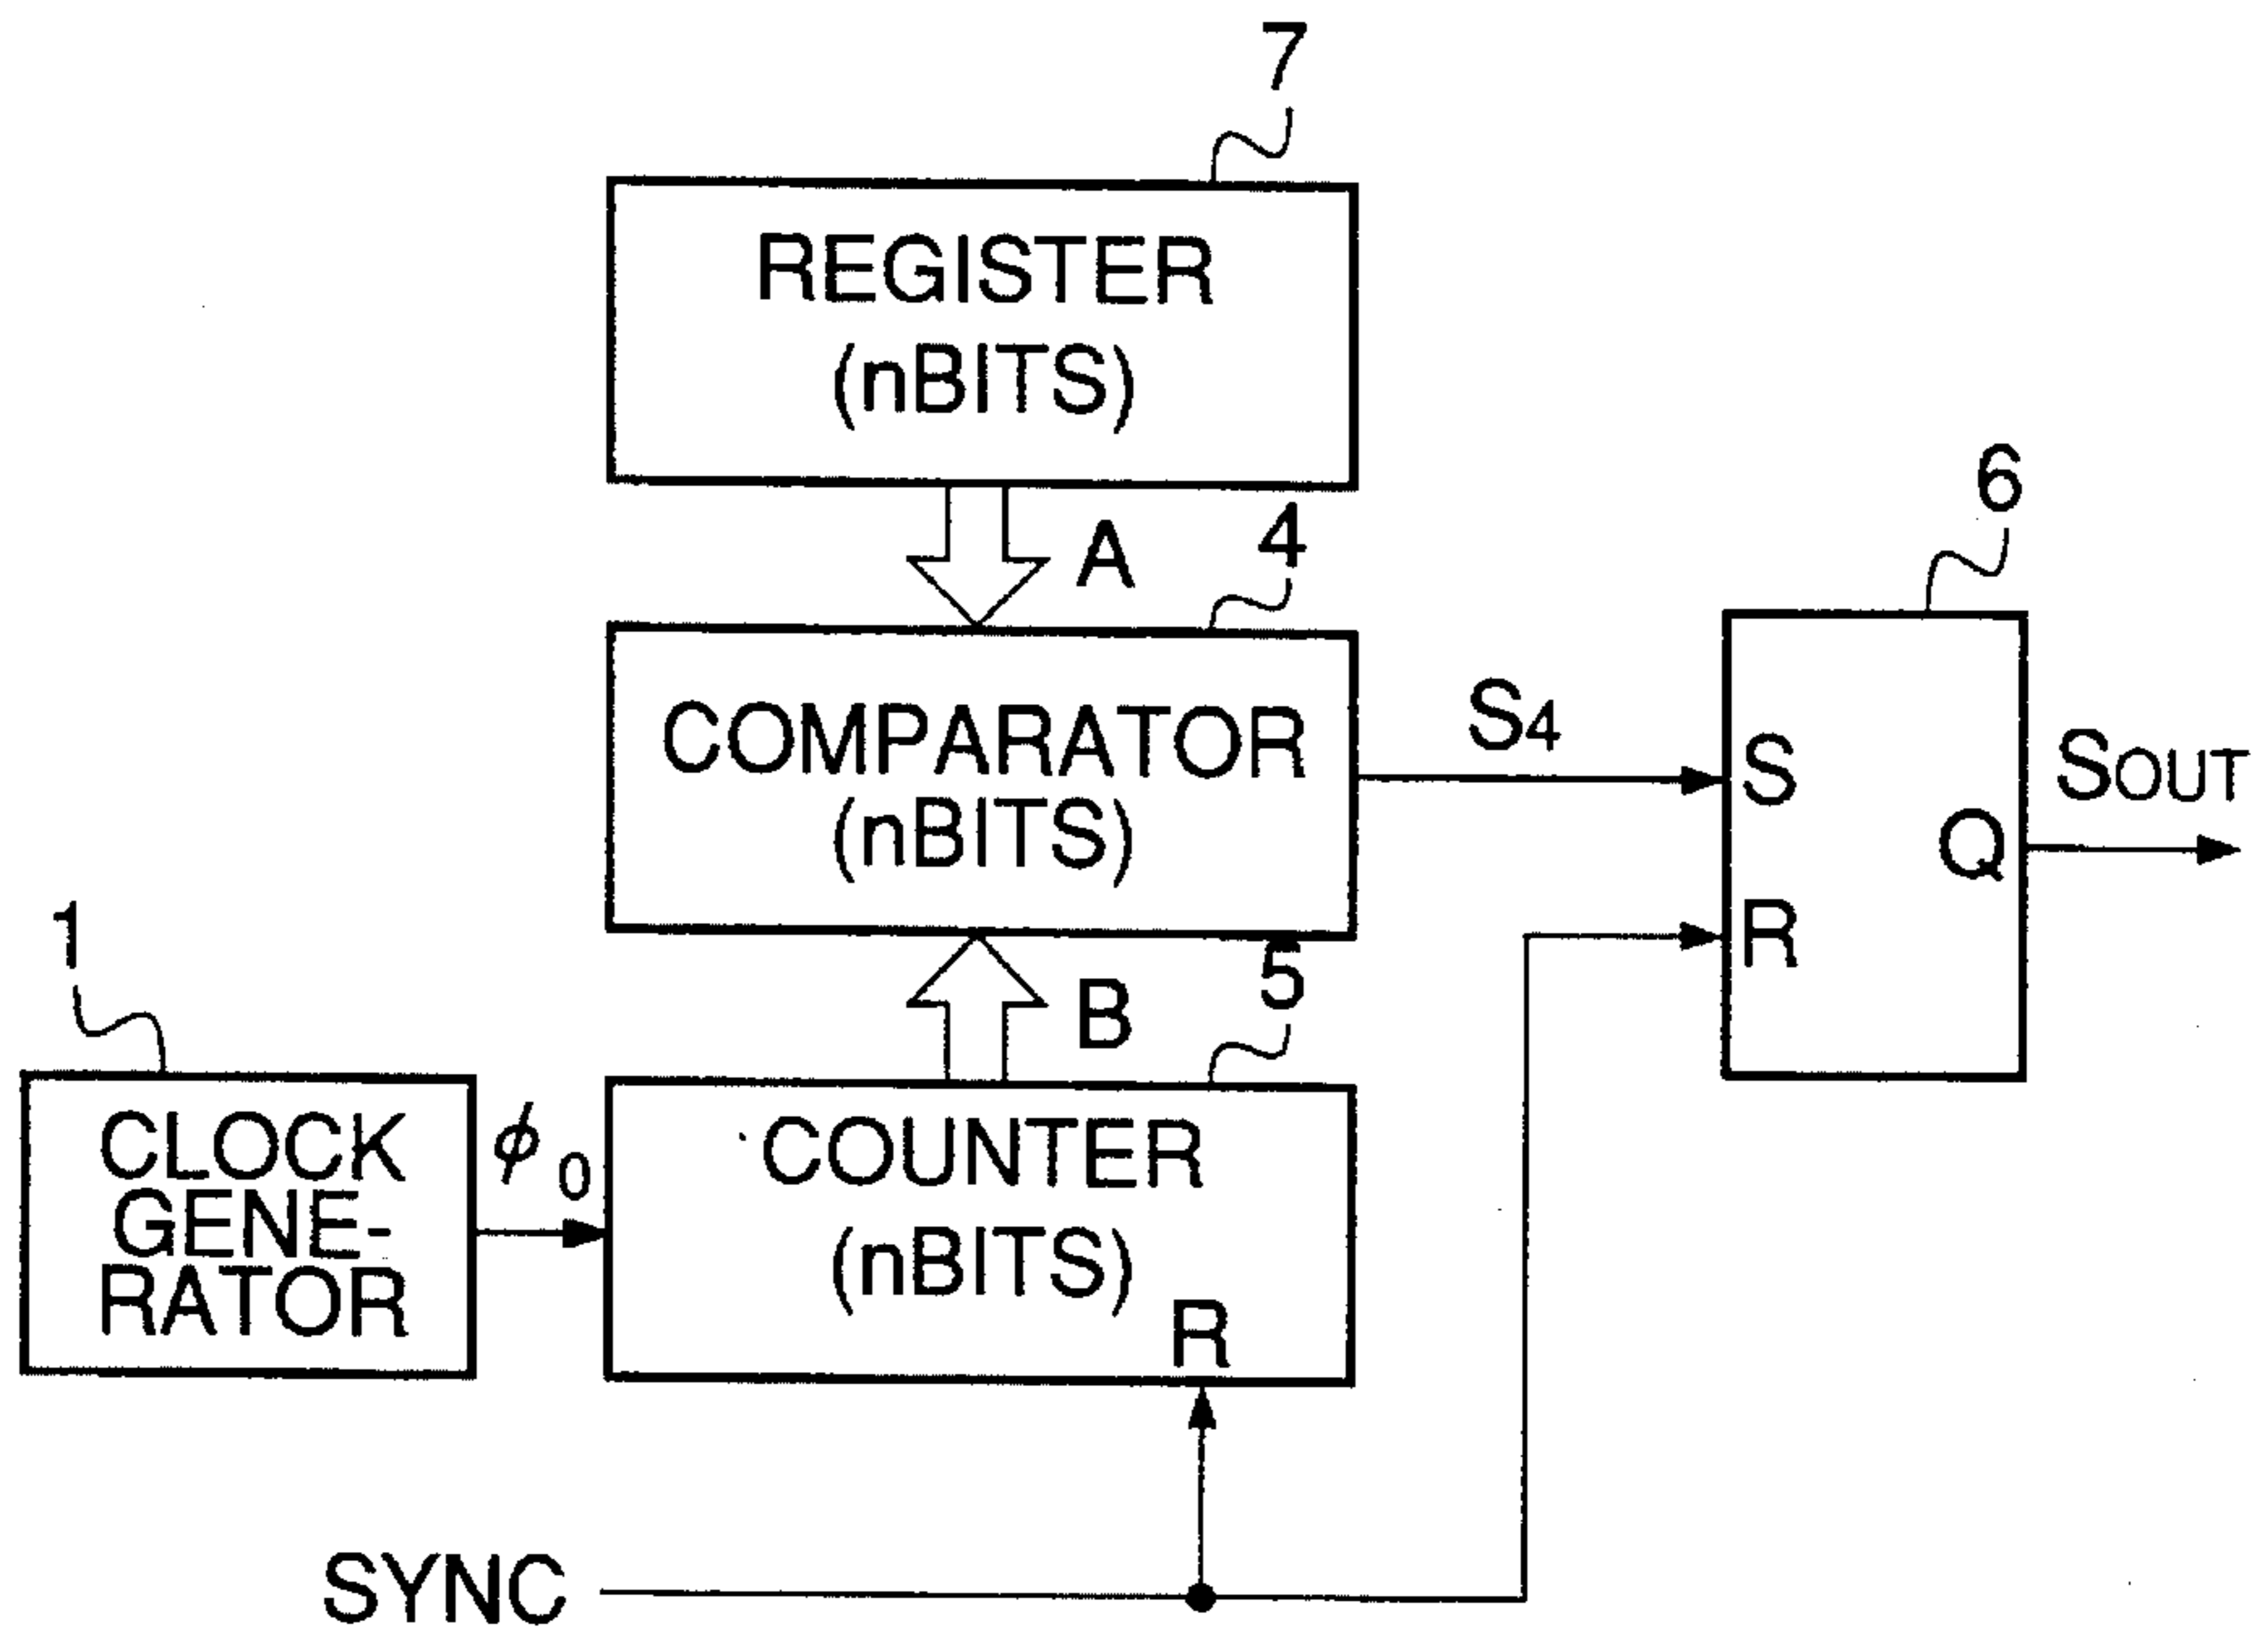 7
REGISTER
(nBITS)
A
4
6
COMPARATOR
(nBITS)
S4
S
R
Q
SOUT
1
B
5
CLOCK
GENE-
RATOR
ϕ0
COUNTER
(nBITS)
R
SYNC